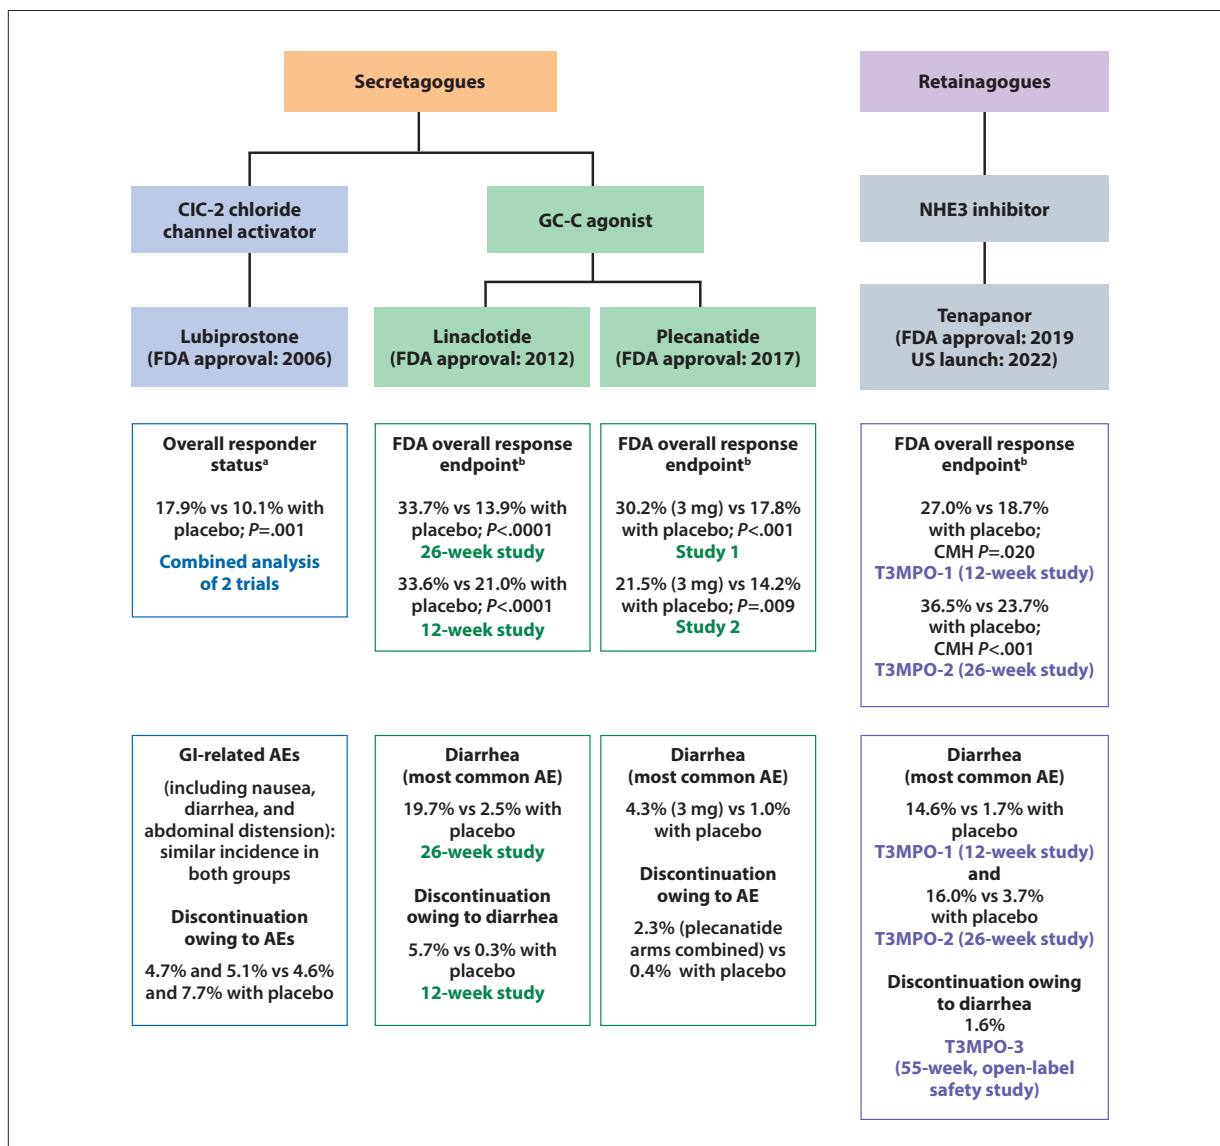 Secretagogues
Retainagogues
CIC-2 chloride
channel activator
GC-C agonist
NHE3 inhibitor
Lubiprostone
(FDA approval: 2006)
Linaclotide
(FDA approval: 2012)
Plecanatide
(FDA approval: 2017)
Tenapanor
(FDA approval: 2019
US launch: 2022)
Overall responder
statusᵃ
17.9% vs 10.1% with
placebo; P=.001
Combined analysis
of 2 trials
FDA overall response
endpointᵇ
33.7% vs 13.9% with
placebo; P<.0001
26-week study
33.6% vs 21.0% with
placebo; P<.0001
12-week study
FDA overall response
endpointᵇ
30.2% (3 mg) vs 17.8%
with placebo; P<.001
Study 1
21.5% (3 mg) vs 14.2%
with placebo; P=.009
Study 2
FDA overall response
endpointᵇ
27.0% vs 18.7%
with placebo;
CMH P=.020
T3MPO-1 (12-week study)
36.5% vs 23.7%
with placebo;
CMH P<.001
T3MPO-2 (26-week study)
GI-related AEs
(including nausea,
diarrhea, and
abdominal distension):
similar incidence in
both groups
Discontinuation
owing to AEs
4.7% and 5.1% vs 4.6%
and 7.7% with placebo
Diarrhea
(most common AE)
19.7% vs 2.5% with
placebo
26-week study
Discontinuation
owing to diarrhea
5.7% vs 0.3% with
placebo
12-week study
Diarrhea
(most common AE)
4.3% (3 mg) vs 1.0%
with placebo
Discontinuation
owing to AE
2.3% (plecanatide
arms combined) vs
0.4% with placebo
Diarrhea
(most common AE)
14.6% vs 1.7% with
placebo
T3MPO-1 (12-week study)
and
16.0% vs 3.7%
with placebo
T3MPO-2 (26-week study)
Discontinuation owing
to diarrhea
1.6%
T3MPO-3
(55-week, open-label
safety study)